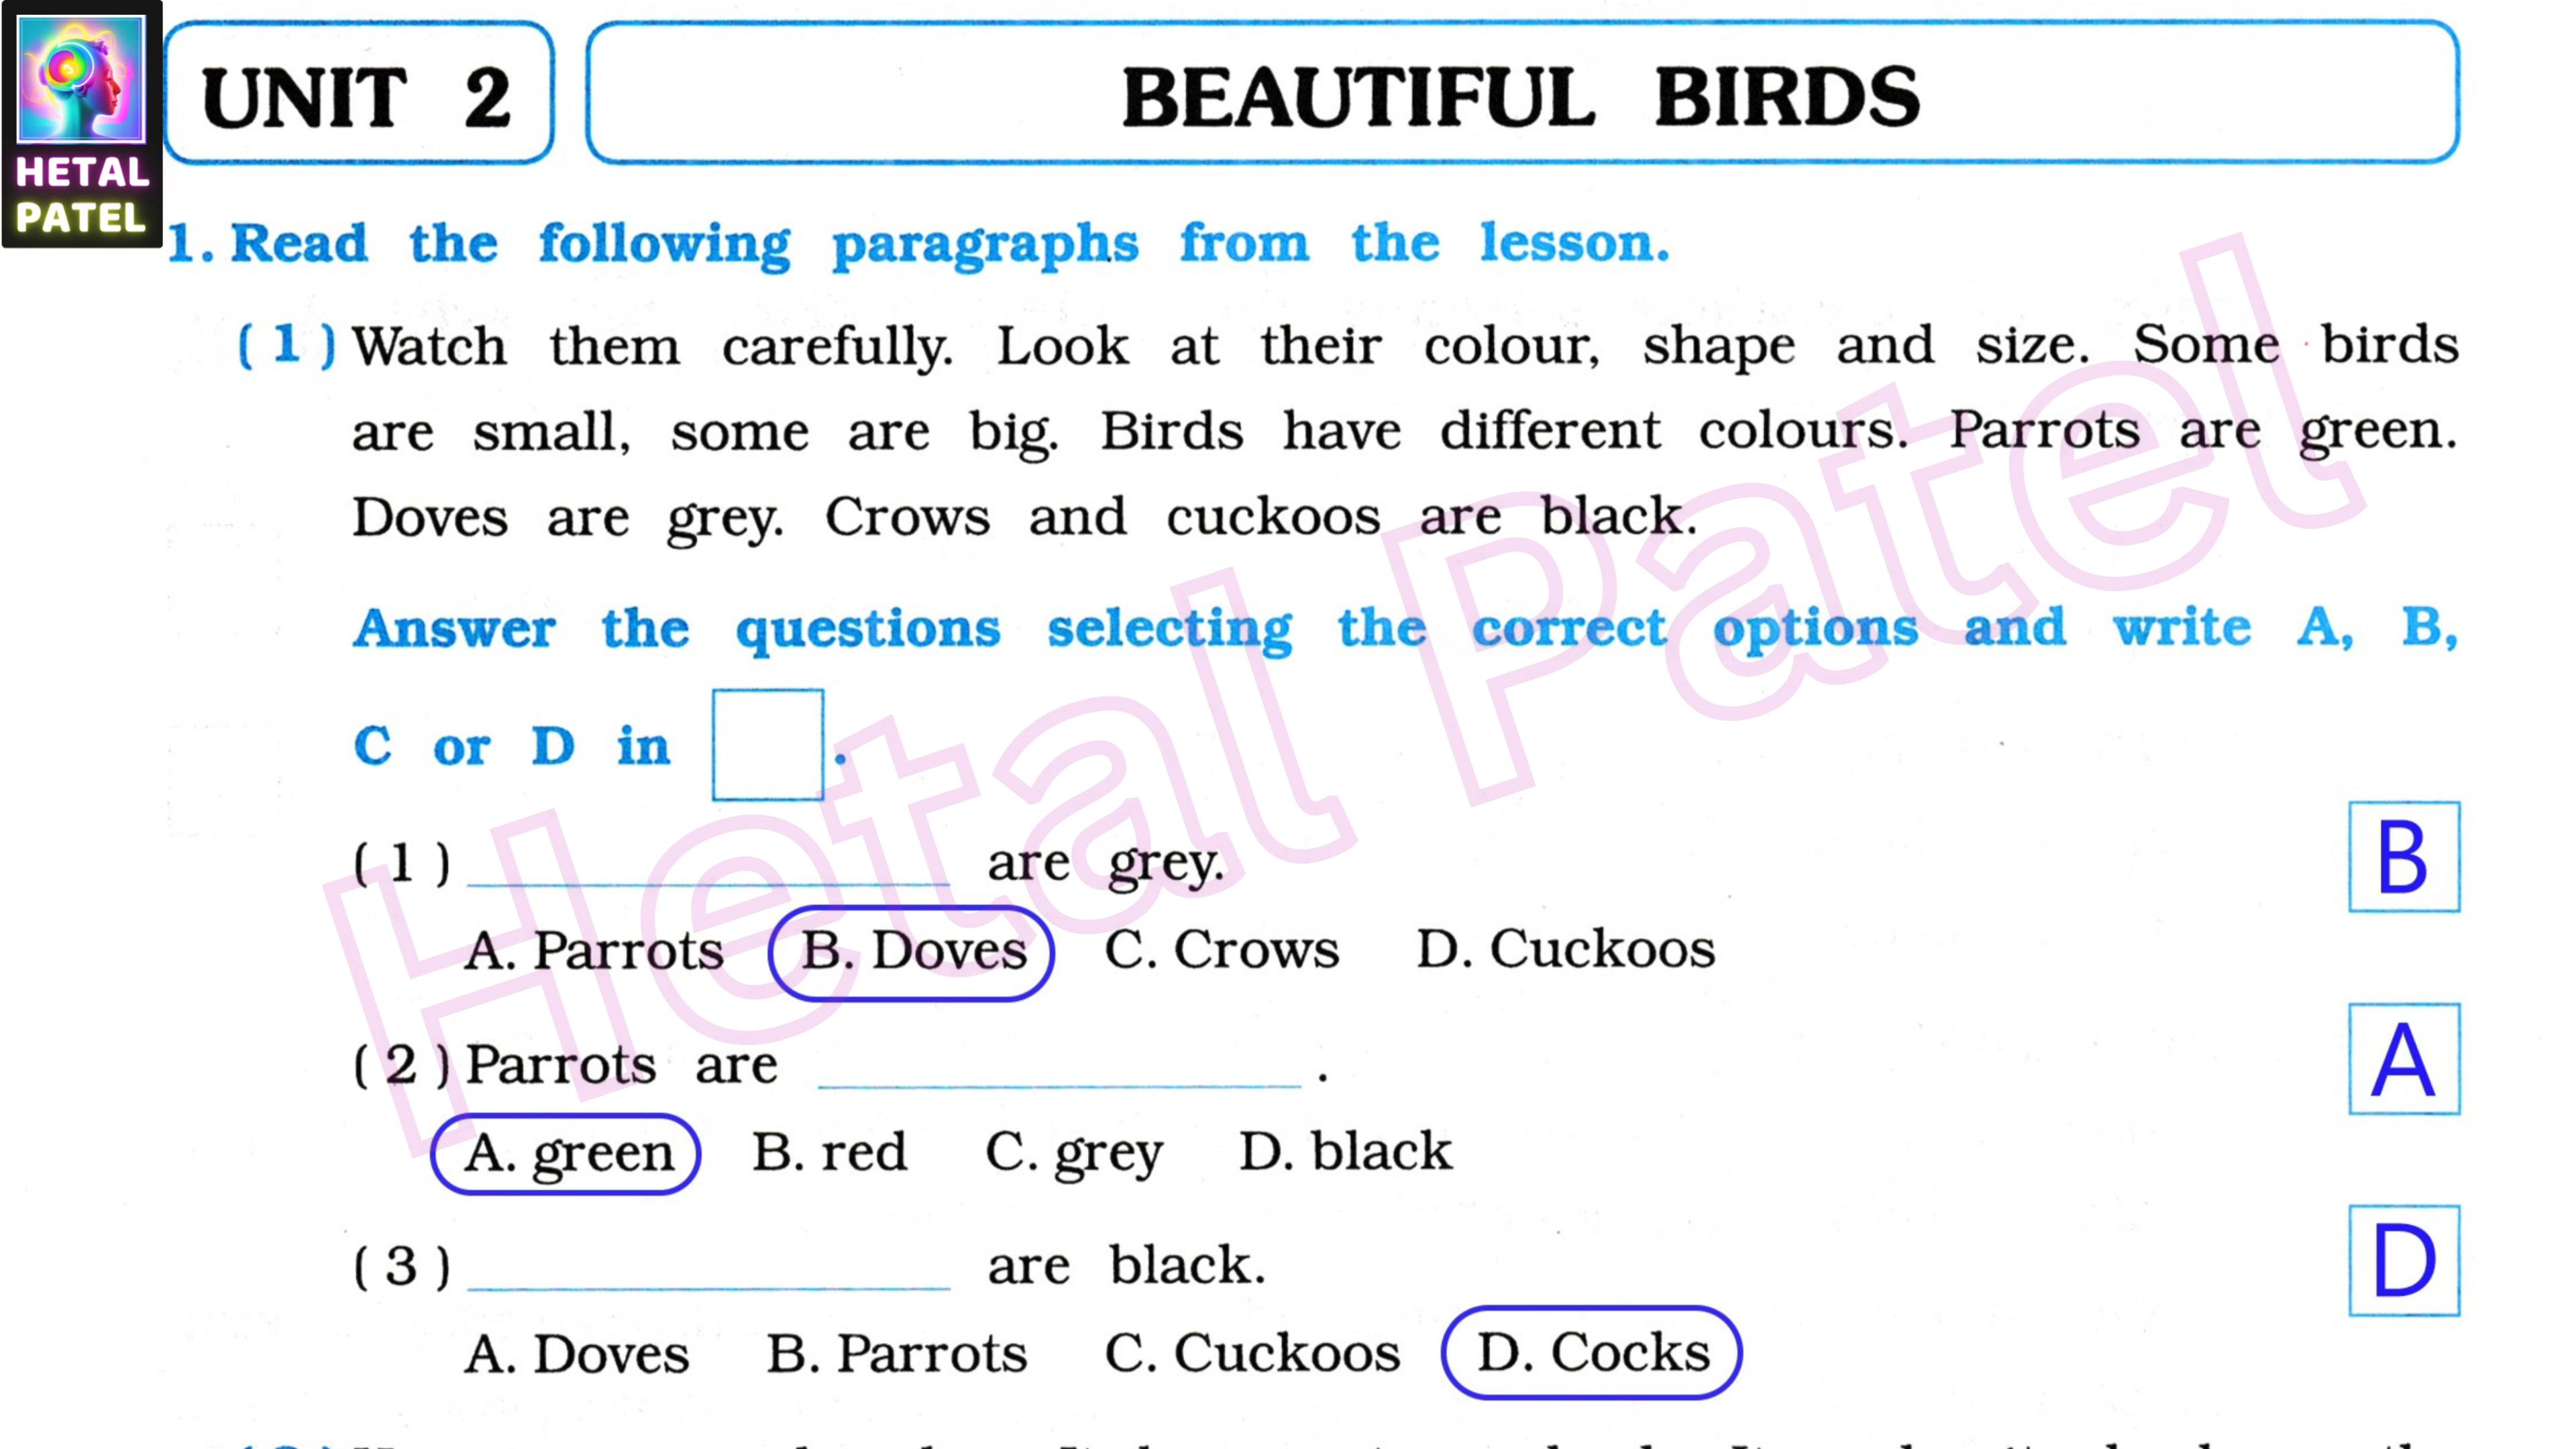 HETAL
PATEL
UNIT 2
BEAUTIFUL BIRDS
1. Read the following paragraphs from the lesson.
( 1 ) Watch them carefully. Look at their colour, shape and size. Some birds
are small, some are big. Birds have different colours. Parrots are green.
Doves are grey. Crows and cuckoos are black.
Answer the questions selecting the correct options and write A, B,
C or D in .
( 1 ) ____________ are grey.
B
A. Parrots B. Doves C. Crows D. Cuckoos
( 2 ) Parrots are ____________ .
A
A. green B. red C. grey D. black
( 3 ) ____________ are black.
D
A. Doves B. Parrots C. Cuckoos D. Cocks
Hetal Patel